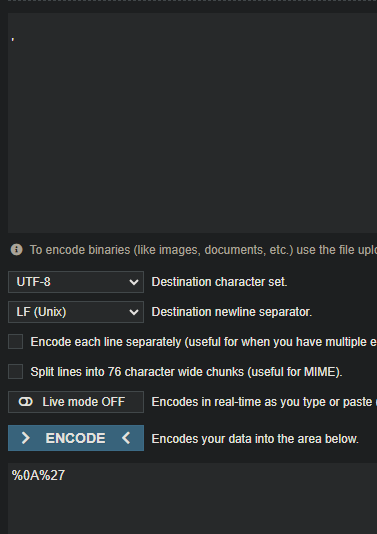 '
To encode binaries (like images, documents, etc.) use the file uplo
UTF-8 Destination character set.
LF (Unix) Destination newline separator.
Encode each line separately (useful for when you have multiple e
Split lines into 76 character wide chunks (useful for MIME).
Live mode OFF Encodes in real-time as you type or paste
> ENCODE < Encodes your data into the area below.
%0A%27